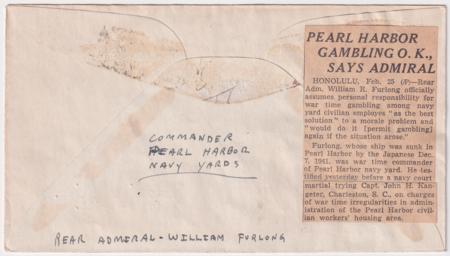 PEARL HARBOR
GAMBLING O.K.,
SAYS ADMIRAL
HONOLULU, Feb. 25 (AP)—Rear
Adm. William R. Furlong officially
assumes personal responsibility for
war time gambling among navy
yard civilian employes "as the best
solution" to a morale problem and
"would do it [permit gambling]
again if the situation arose."
Furlong, whose ship was sunk in
Pearl Harbor by the Japanese Dec.
7, 1941, was war time commander
of Pearl Harbor navy yard. He tes-
tified yesterday before a navy court
martial trying Capt. John H. Kan-
geter, Charleston, S. C., on charges
of war time irregularities in admin-
istration of the Pearl Harbor civil-
ian workers' housing area.
COMMANDER
PEARL HARBOR
NAVY YARDS
REAR ADMIRAL - WILLIAM FURLONG